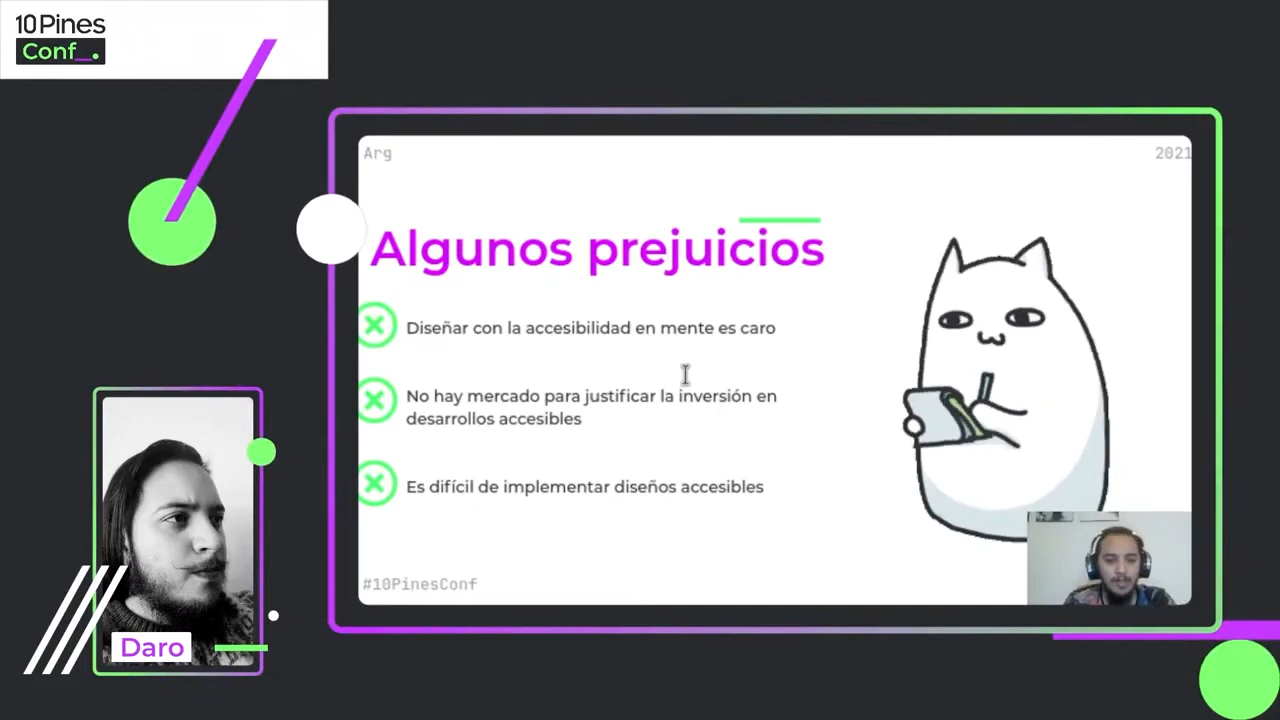 10Pines
Conf_.
Arg
2021
Algunos prejuicios
Diseñar con la accesibilidad en mente es caro
No hay mercado para justificar la inversión en
desarrollos accesibles
Es difícil de implementar diseños accesibles
#10PinesConf
Daro